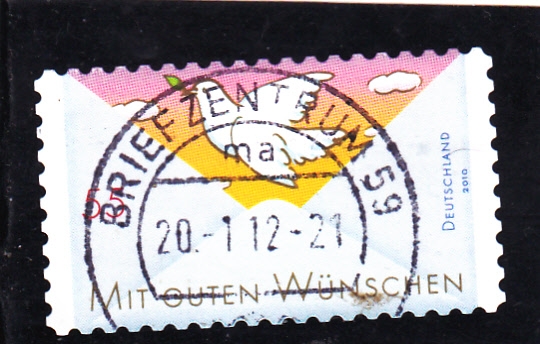 BRIEFZENTRUM 59
ma
55
20.-1.12-21
DEUTSCHLAND
2010
MIT GUTEN WÜNSCHEN